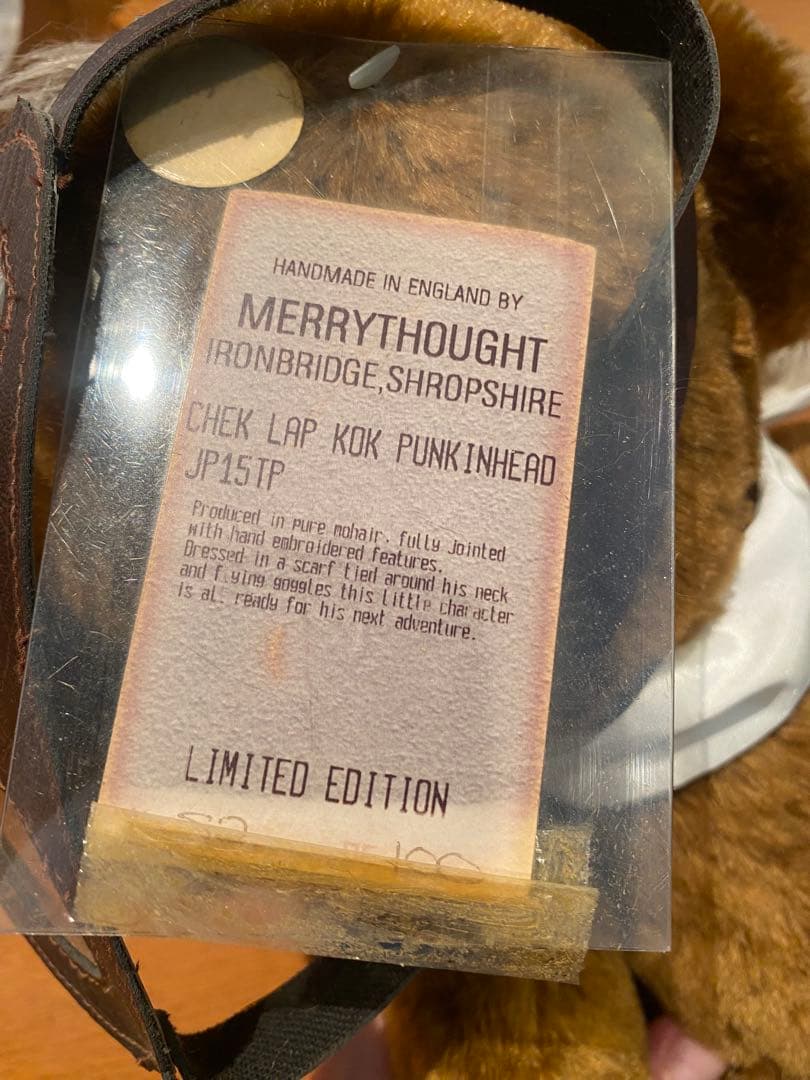 HANDMADE IN ENGLAND BY
MERRYTHOUGHT
IRONBRIDGE,SHROPSHIRE
CHEK LAP KOK PUNKINHEAD
JP15TP
Produced in pure mohair, fully jointed
with hand embroidered features.
Dressed in a scarf tied around his neck
and flying goggles this little character
is all ready for his next adventure.
LIMITED EDITION
100